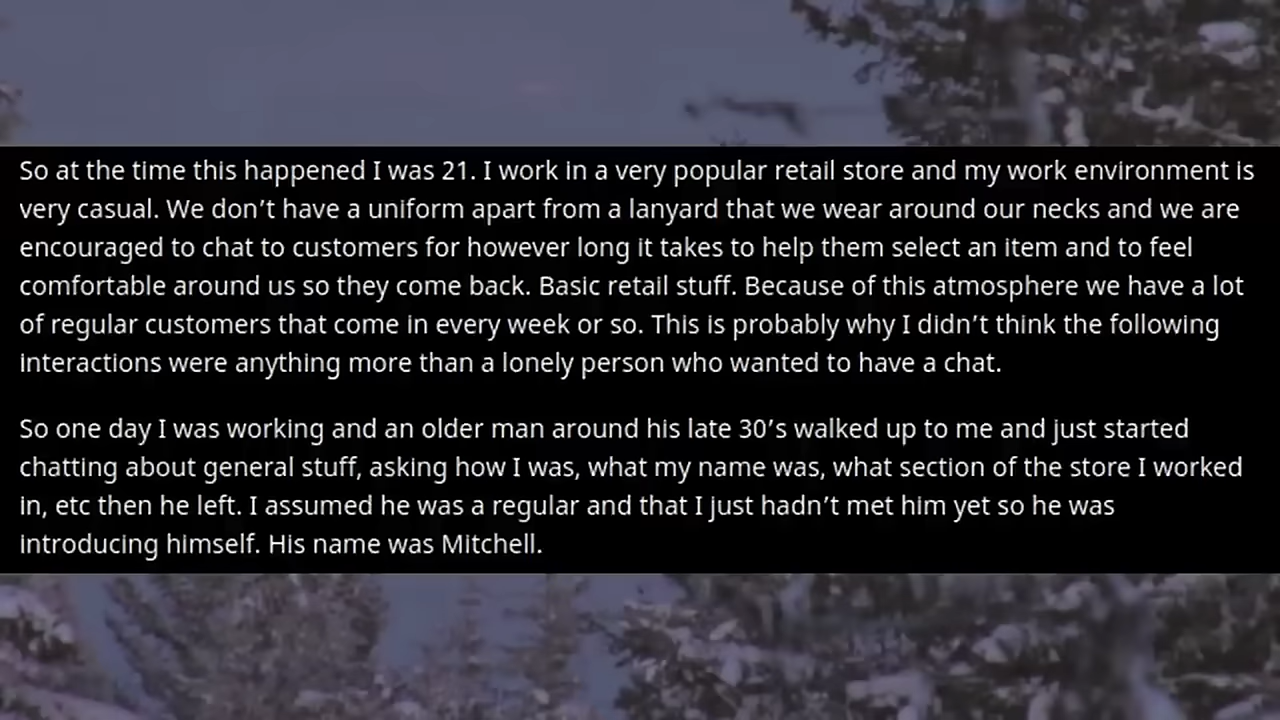 So at the time this happened I was 21. I work in a very popular retail store and my work environment is
very casual. We don’t have a uniform apart from a lanyard that we wear around our necks and we are
encouraged to chat to customers for however long it takes to help them select an item and to feel
comfortable around us so they come back. Basic retail stuff. Because of this atmosphere we have a lot
of regular customers that come in every week or so. This is probably why I didn’t think the following
interactions were anything more than a lonely person who wanted to have a chat.
So one day I was working and an older man around his late 30’s walked up to me and just started
chatting about general stuff, asking how I was, what my name was, what section of the store I worked
in, etc then he left. I assumed he was a regular and that I just hadn’t met him yet so he was
introducing himself. His name was Mitchell.